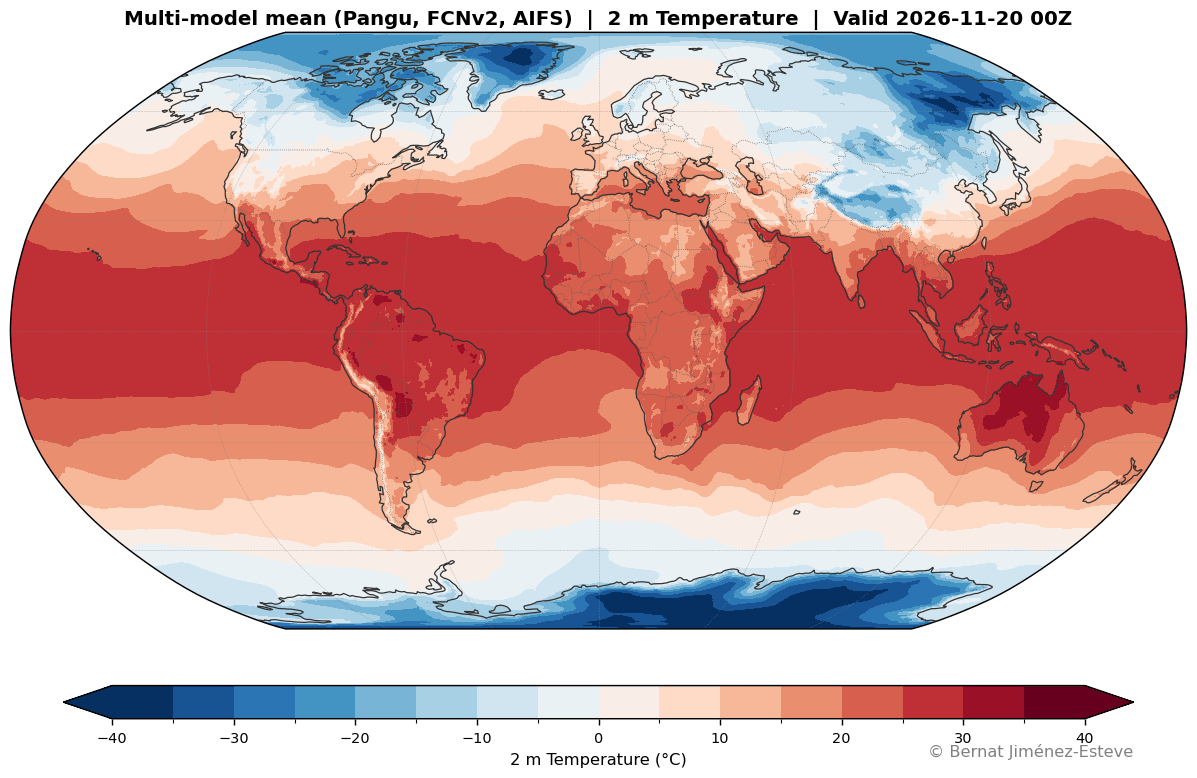 Multi-model mean (Pangu, FCNv2, AIFS)  |  2 m Temperature  |  Valid 2026-11-20 00Z
−40 −30 −20 −10 0 10 20 30 40
2 m Temperature (°C)
© Bernat Jiménez-Esteve